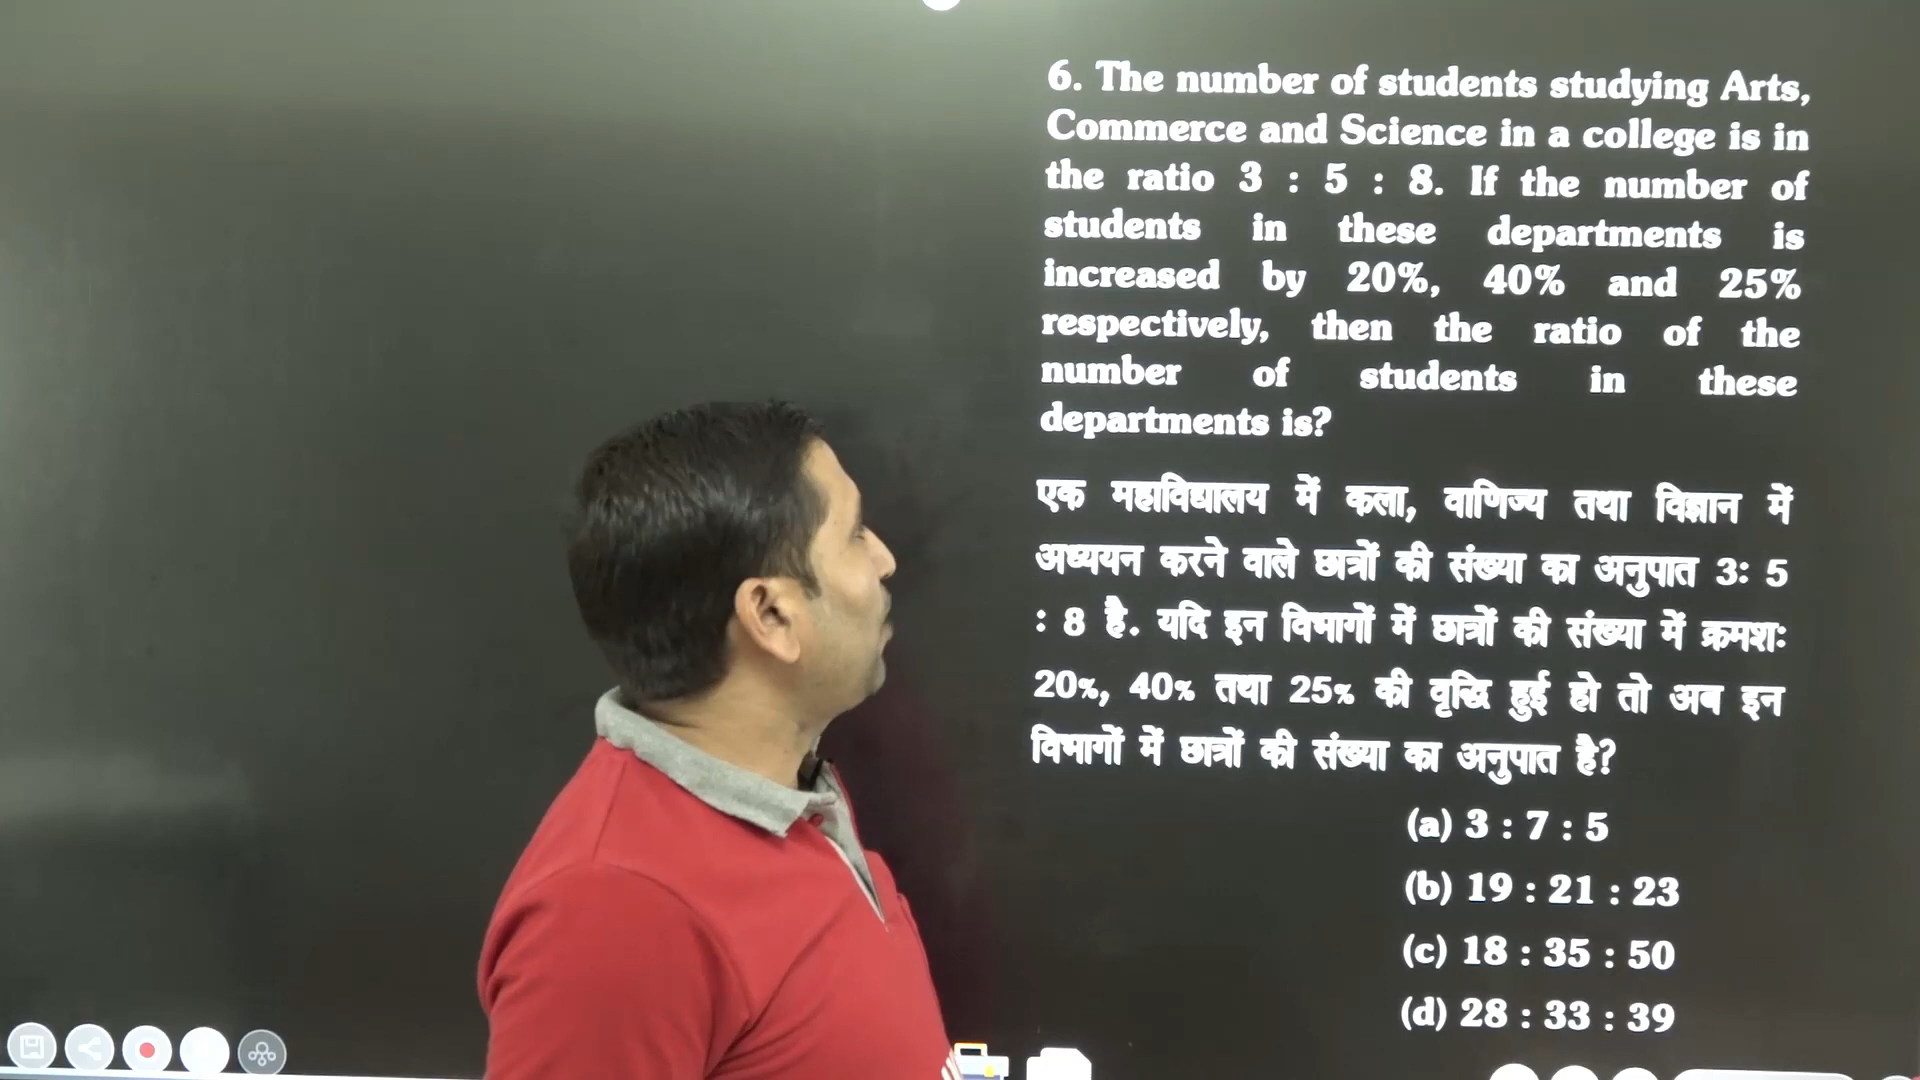 6. The number of students studying Arts,
Commerce and Science in a college is in
the ratio 3 : 5 : 8. If the number of
students in these departments is
increased by 20%, 40% and 25%
respectively, then the ratio of the
number of students in these
departments is?
एक महाविद्यालय में कला, वाणिज्य तथा विज्ञान में
अध्ययन करने वाले छात्रों की संख्या का अनुपात 3: 5
: 8 है. यदि इन विभागों में छात्रों की संख्या में क्रमशः
20%, 40% तथा 25% की वृद्धि हुई हो तो अब इन
विभागों में छात्रों की संख्या का अनुपात है?
(a) 3 : 7 : 5
(b) 19 : 21 : 23
(c) 18 : 35 : 50
(d) 28 : 33 : 39